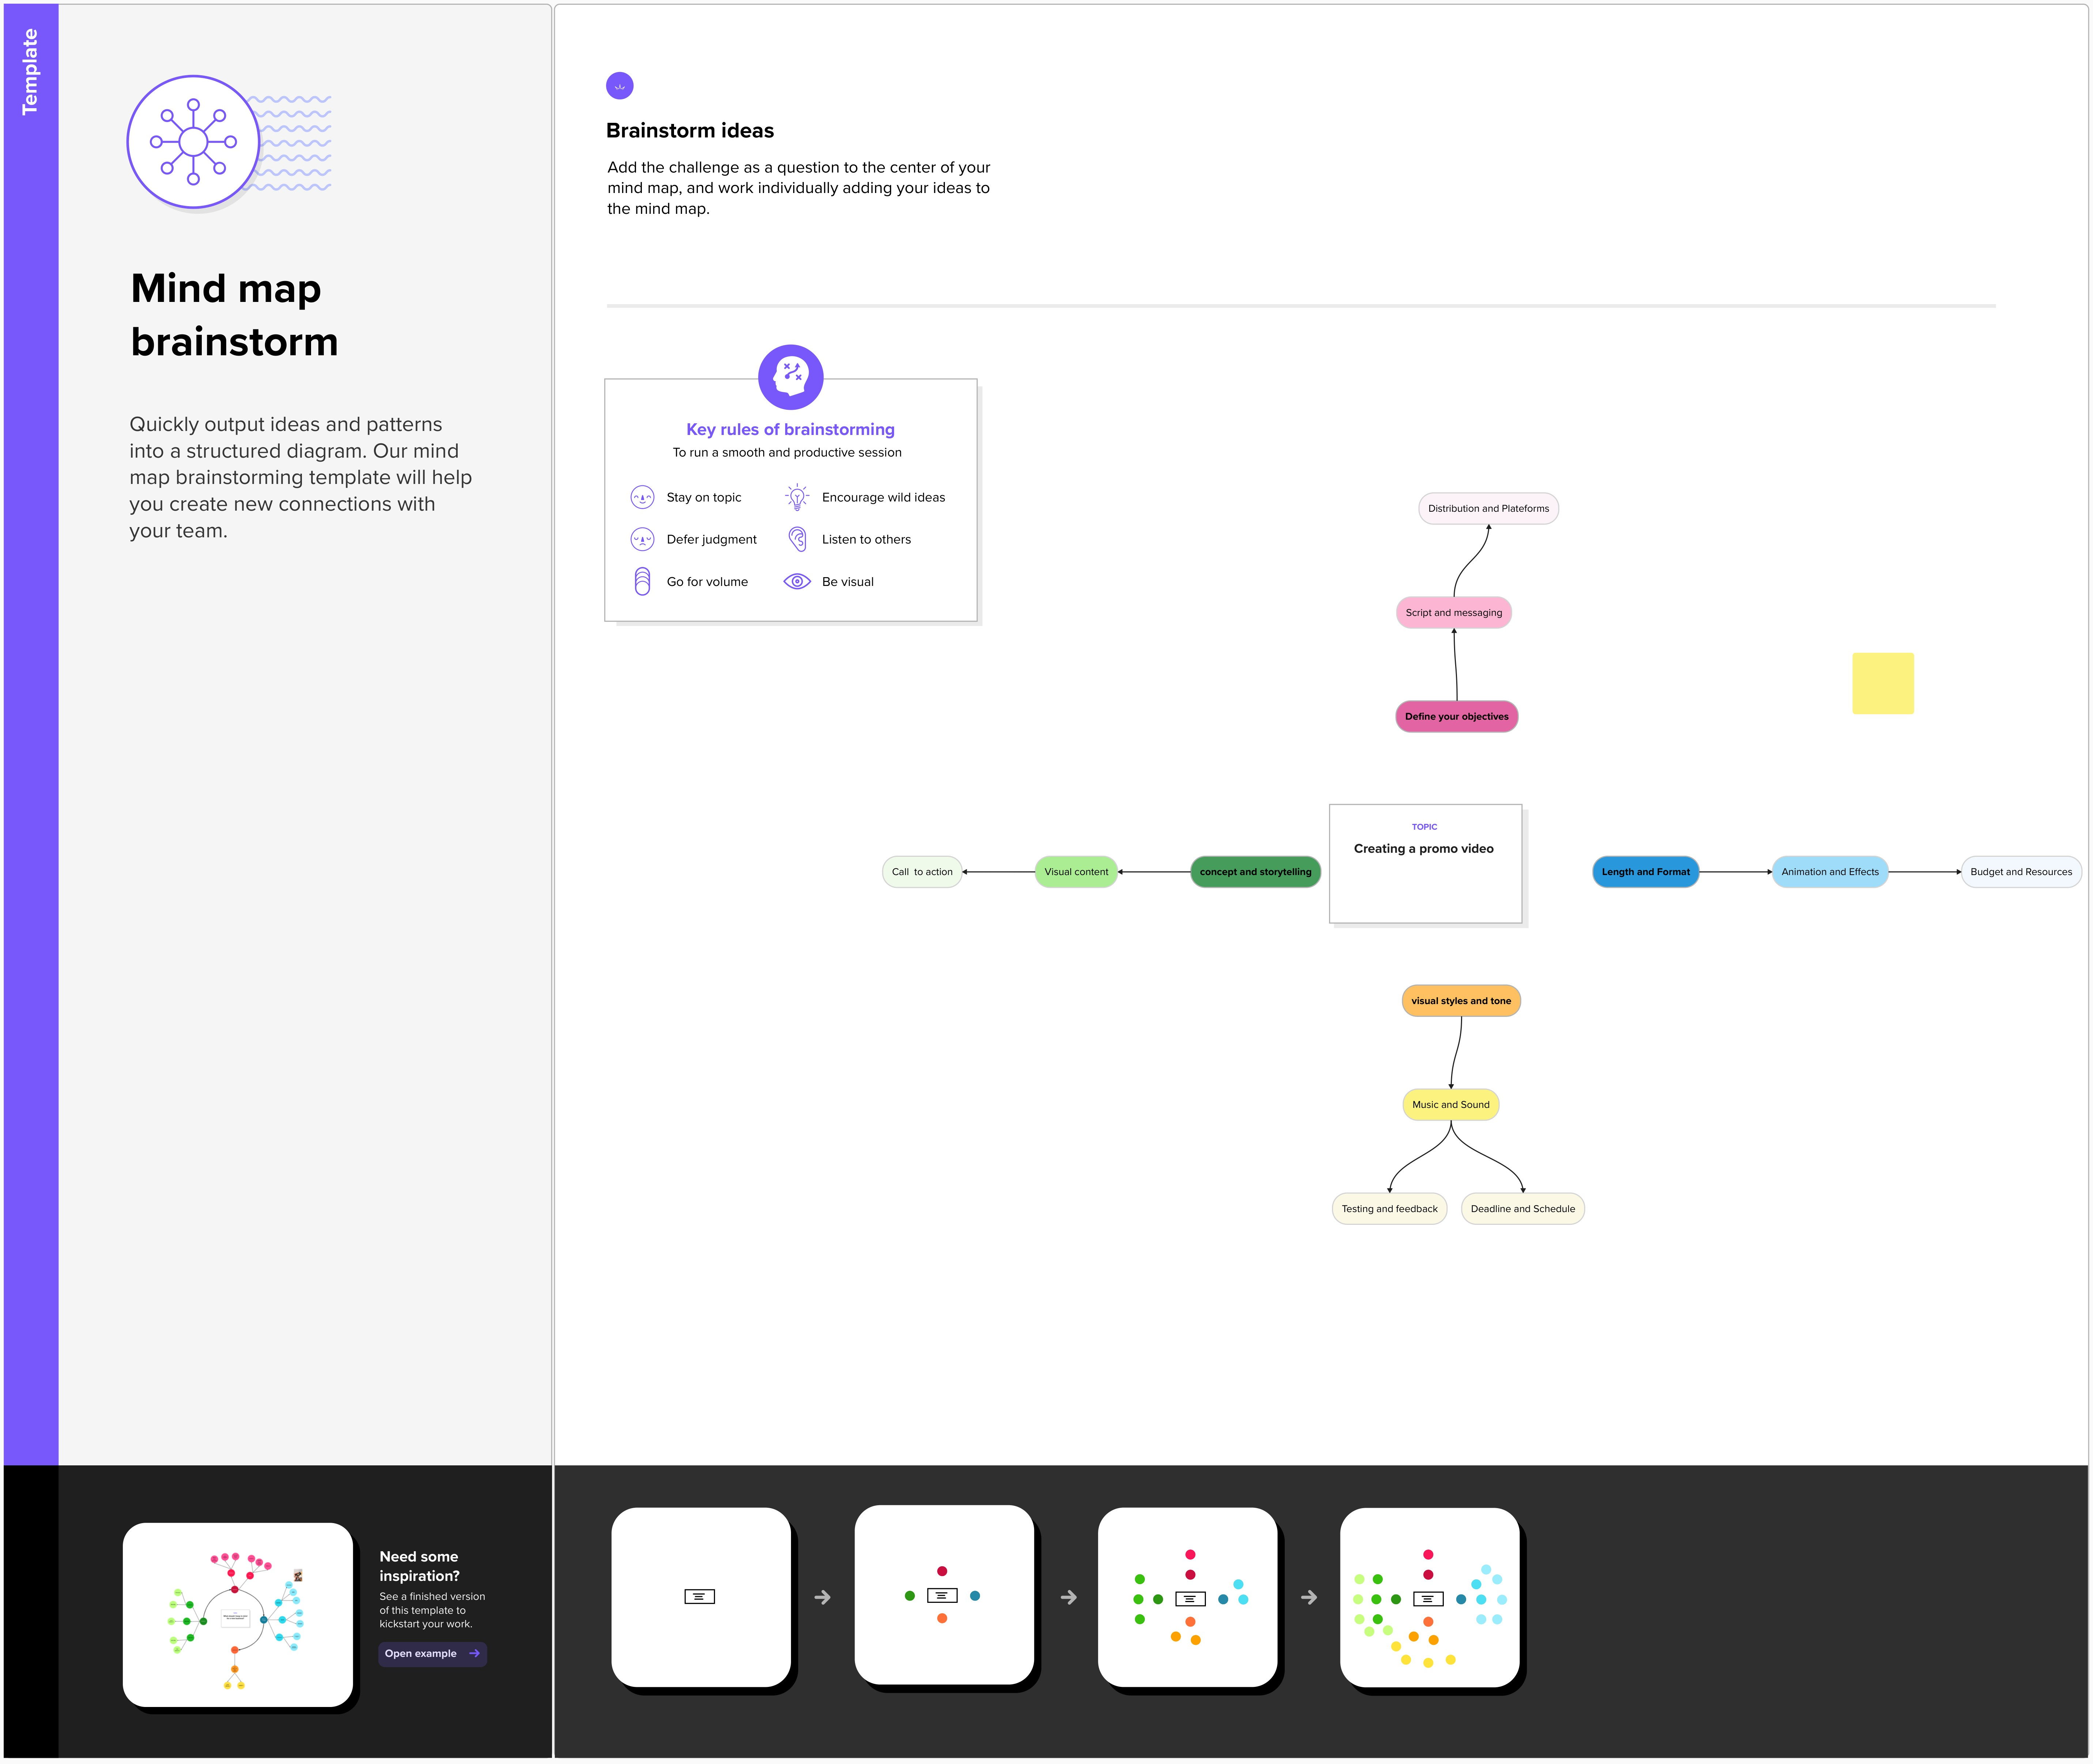 Template
Mind map
brainstorm
Quickly output ideas and patterns
into a structured diagram. Our mind
map brainstorming template will help
you create new connections with
your team.
Brainstorm ideas
Add the challenge as a question to the center of your
mind map, and work individually adding your ideas to
the mind map.
Key rules of brainstorming
To run a smooth and productive session
Stay on topic
Encourage wild ideas
Defer judgment
Listen to others
Go for volume
Be visual
Distribution and Plateforms
Script and messaging
Define your objectives
TOPIC
Creating a promo video
Call  to action
Visual content
concept and storytelling
Length and Format
Animation and Effects
Budget and Resources
visual styles and tone
Music and Sound
Testing and feedback
Deadline and Schedule
Need some
inspiration?
See a finished version
of this template to
kickstart your work.
Open example